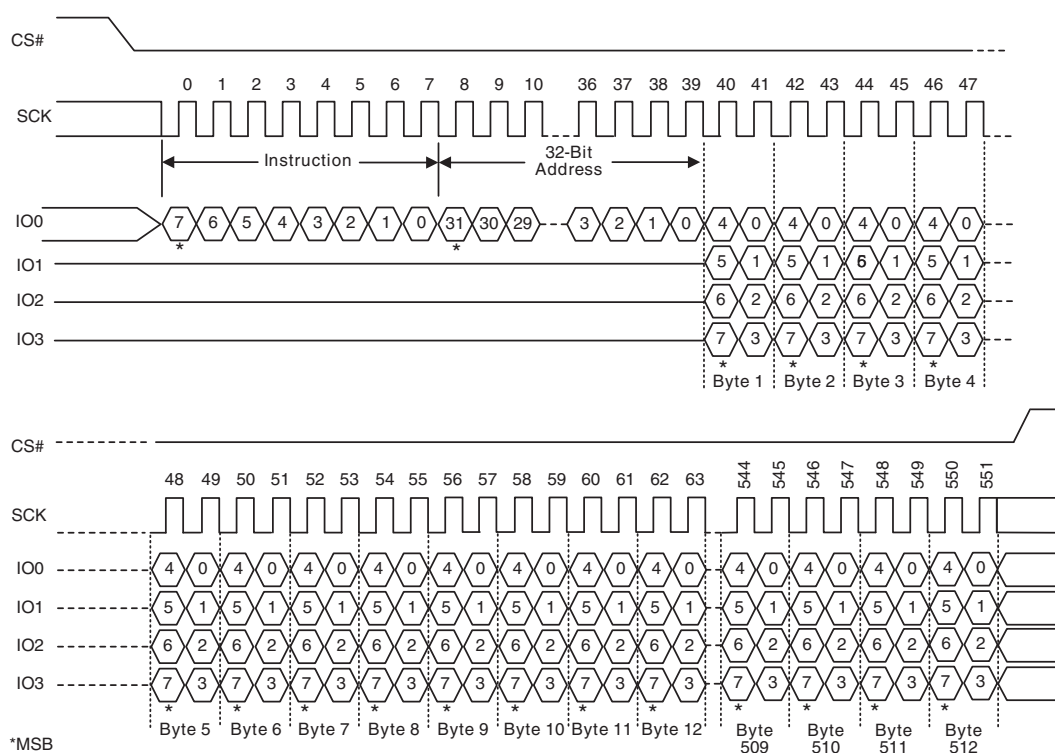 CS#
0 1 2 3 4 5 6 7 8 9 10 36 37 38 39 40 41 42 43 44 45 46 47
SCK
Instruction
32-Bit
Address
IO0 7 6 5 4 3 2 1 0 31 30 29 3 2 1 0 4 0 4 0 4 0 4 0
* *
IO1 5 1 5 1 6 1 5 1
IO2 6 2 6 2 6 2 6 2
IO3 7 3 7 3 7 3 7 3
* * * *
Byte 1 Byte 2 Byte 3 Byte 4
CS#
48 49 50 51 52 53 54 55 56 57 58 59 60 61 62 63 544 545 546 547 548 549 550 551
SCK
IO0 4 0 4 0 4 0 4 0 4 0 4 0 4 0 4 0 4 0 4 0 4 0 4 0
IO1 5 1 5 1 5 1 5 1 5 1 5 1 5 1 5 1 5 1 5 1 5 1 5 1
IO2 6 2 6 2 6 2 6 2 6 2 6 2 6 2 6 2 6 2 6 2 6 2 6 2
IO3 7 3 7 3 7 3 7 3 7 3 7 3 7 3 7 3 7 3 7 3 7 3 7 3
* * * * * * * * * * * *
Byte 5 Byte 6 Byte 7 Byte 8 Byte 9 Byte 10 Byte 11 Byte 12 Byte Byte Byte Byte
509 510 511 512
*MSB